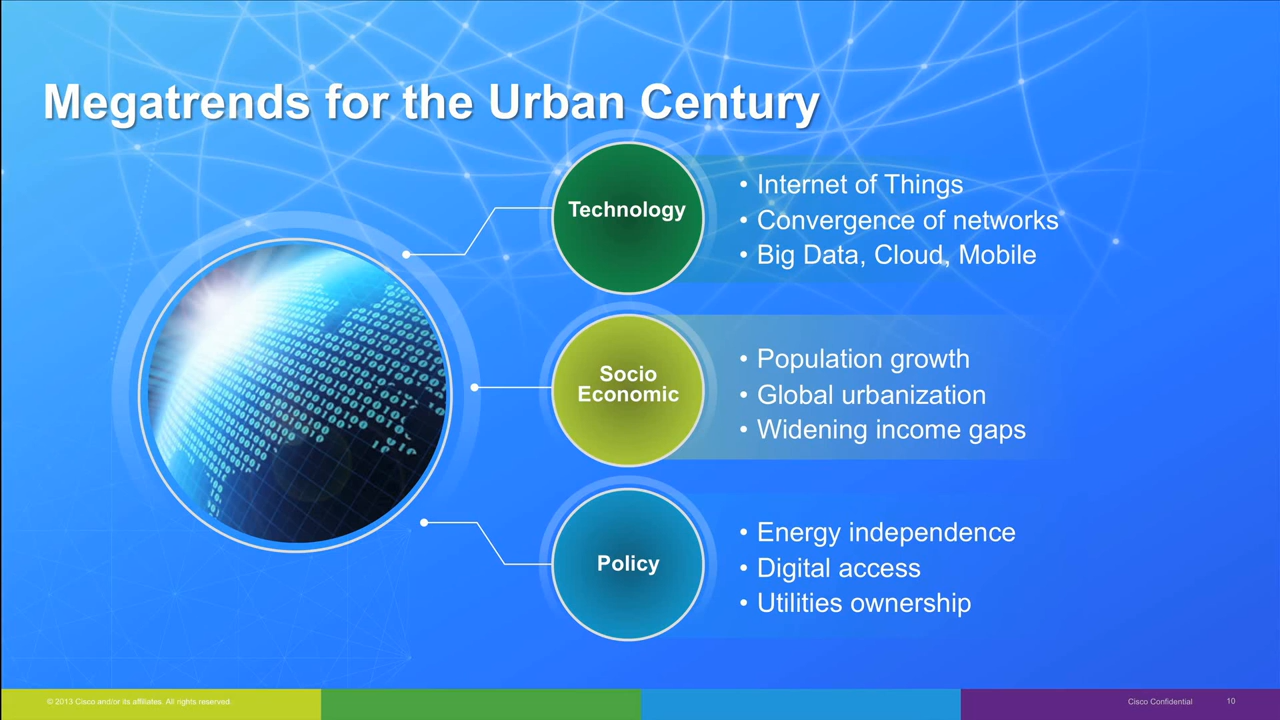 Megatrends for the Urban Century
Technology
• Internet of Things
• Convergence of networks
• Big Data, Cloud, Mobile
Socio
Economic
• Population growth
• Global urbanization
• Widening income gaps
Policy
• Energy independence
• Digital access
• Utilities ownership
© 2013 Cisco and/or its affiliates. All rights reserved.
Cisco Confidential
10